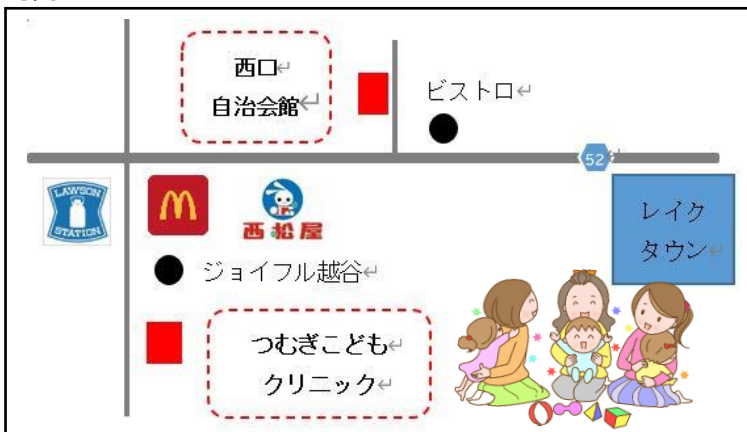 西口
自治会館
ビストロ
52
LAWSON
STATION
西松屋
レイク
タウン
ジョイフル越谷
つむぎこども
クリニック